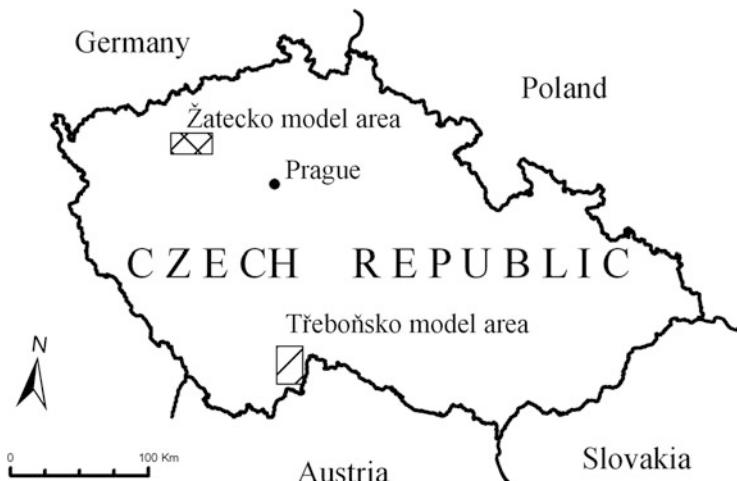 Germany
Poland
Žatecko model area
Prague
CZECH REPUBLIC
Třeboňsko model area
N
0 100 Km
Slovakia
Austria